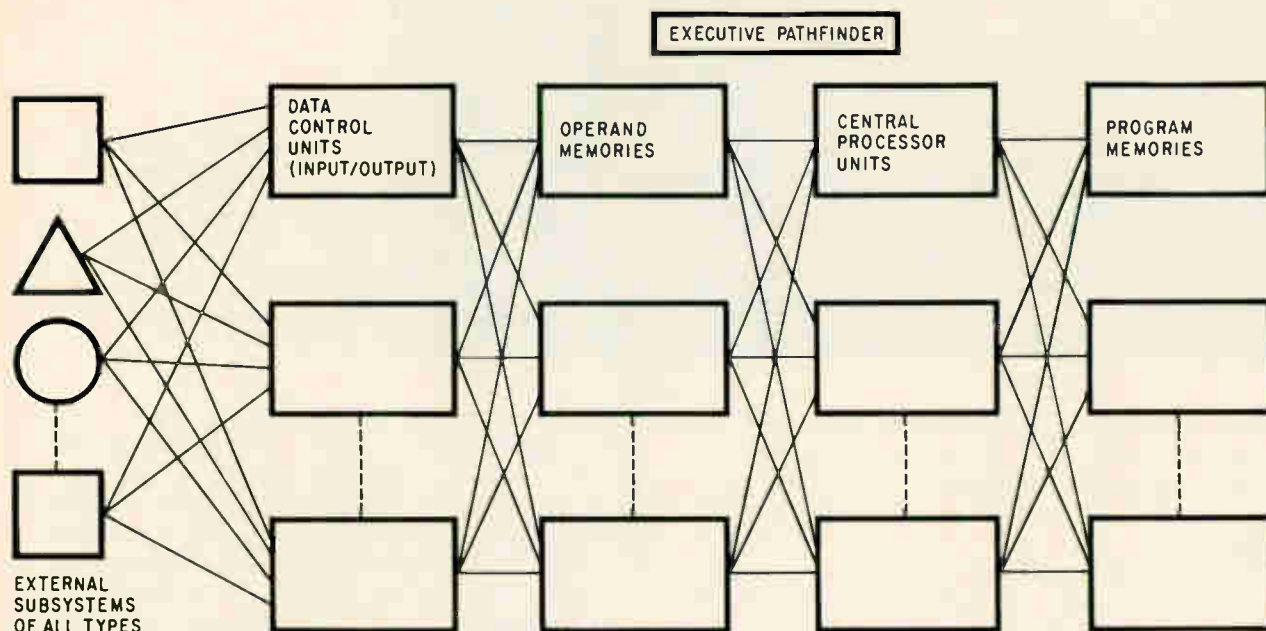 EXECUTIVE PATHFINDER
DATA
CONTROL
UNITS
(INPUT/OUTPUT)
OPERAND
MEMORIES
CENTRAL
PROCESSOR
UNITS
PROGRAM
MEMORIES
EXTERNAL
SUBSYSTEMS
OF ALL TYPES